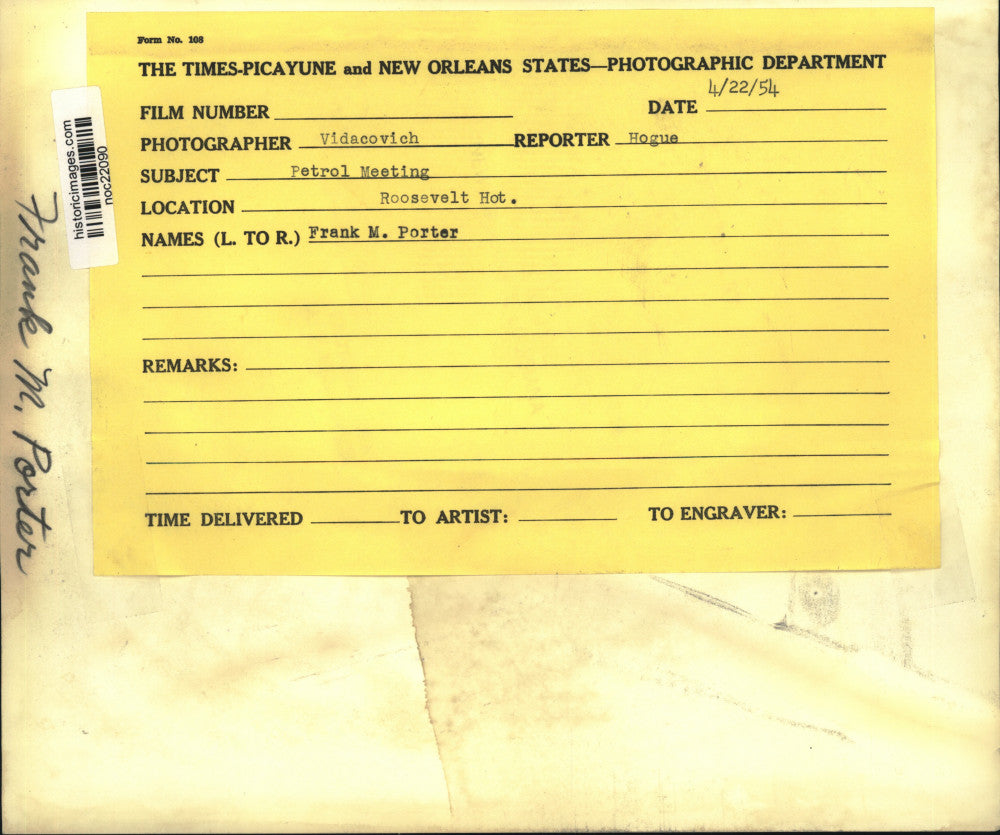 Form No. 108
THE TIMES-PICAYUNE and NEW ORLEANS STATES—PHOTOGRAPHIC DEPARTMENT
4/22/54
FILM NUMBER DATE
PHOTOGRAPHER Vidacovich REPORTER Hogue
SUBJECT Petrol Meeting
LOCATION Roosevelt Hot.
NAMES (L. TO R.) Frank M. Porter
REMARKS:
TIME DELIVERED TO ARTIST: TO ENGRAVER:
historicimages.com
noc22090
Frank M. Porter